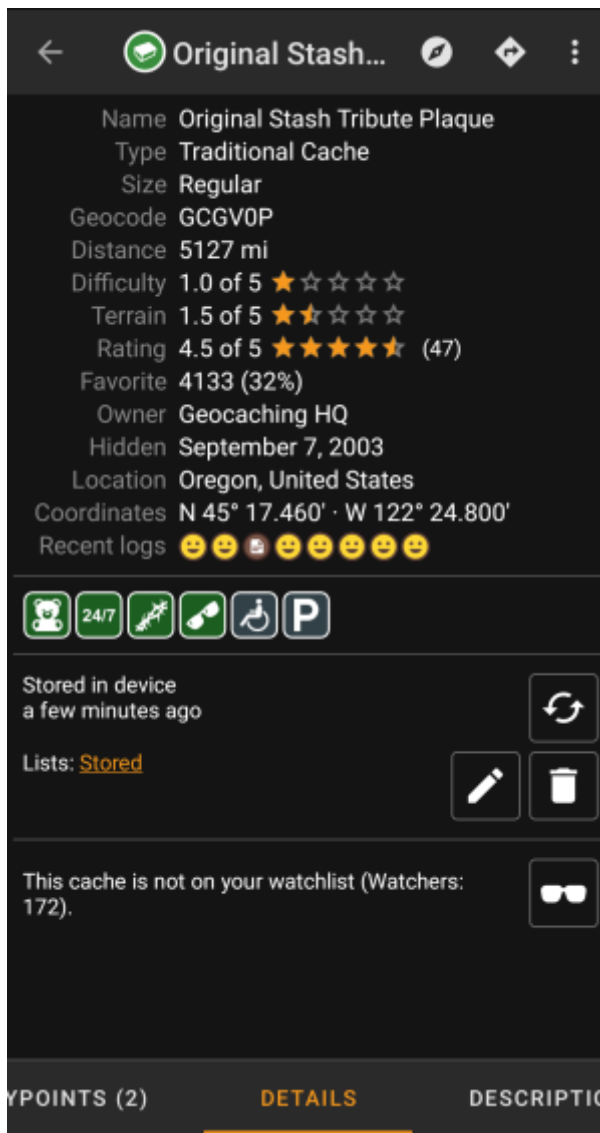 Original Stash...
Name Original Stash Tribute Plaque
Type Traditional Cache
Size Regular
Geocode GCGV0P
Distance 5127 mi
Difficulty 1.0 of 5
Terrain 1.5 of 5
Rating 4.5 of 5 (47)
Favorite 4133 (32%)
Owner Geocaching HQ
Hidden September 7, 2003
Location Oregon, United States
Coordinates N 45° 17.460' · W 122° 24.800'
Recent logs
24/7 P
Stored in device
a few minutes ago
Lists: Stored
This cache is not on your watchlist (Watchers:
172).
YPOINTS (2) DETAILS DESCRIPTIO